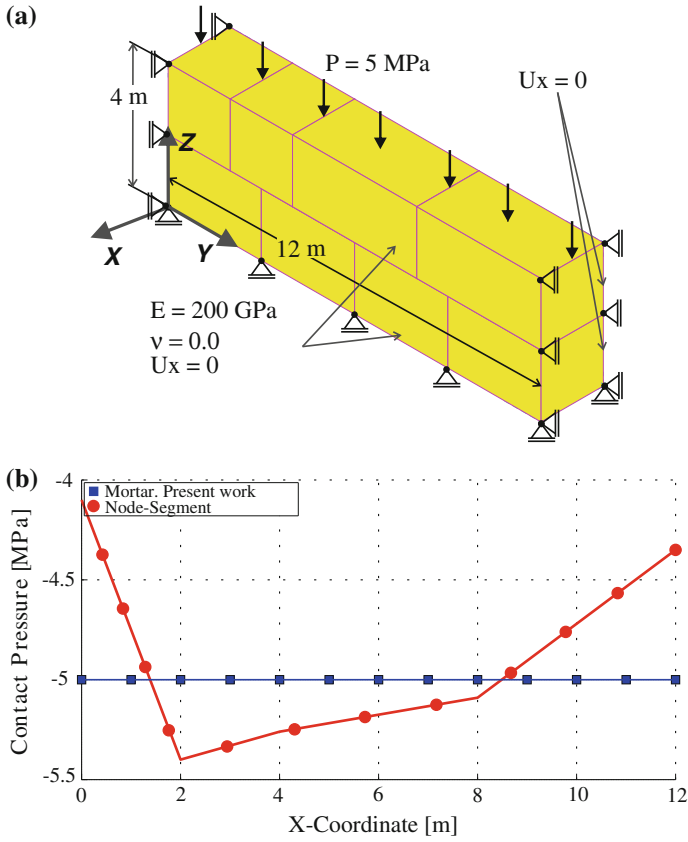 (a)
P = 5 MPa
Ux = 0
4 m
Z
X
Y
12 m
E = 200 GPa
ν = 0.0
Ux = 0
(b)
Mortar. Present work
Node-Segment
Contact Pressure [MPa]
-4
-4.5
-5
-5.5
0 2 4 6 8 10 12
X-Coordinate [m]